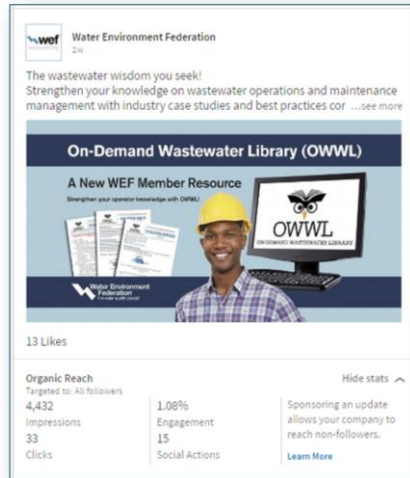 wef
Water Environment Federation
2w
The wastewater wisdom you seek!
Strengthen your knowledge on wastewater operations and maintenance
management with industry case studies and best practices cor ...see more
On-Demand Wastewater Library (OWWL)
A New WEF Member Resource
Strengthen your operator knowledge with OWWL!
OWWL
ON-DEMAND WASTEWATER LIBRARY
Water Environment
Federation
the water quality people
13 Likes
Organic Reach
Hide stats
Targeted to: All followers
4,432
1.08%
Sponsoring an update
Impressions
Engagement
allows your company to
33
15
reach non-followers.
Clicks
Social Actions
Learn More